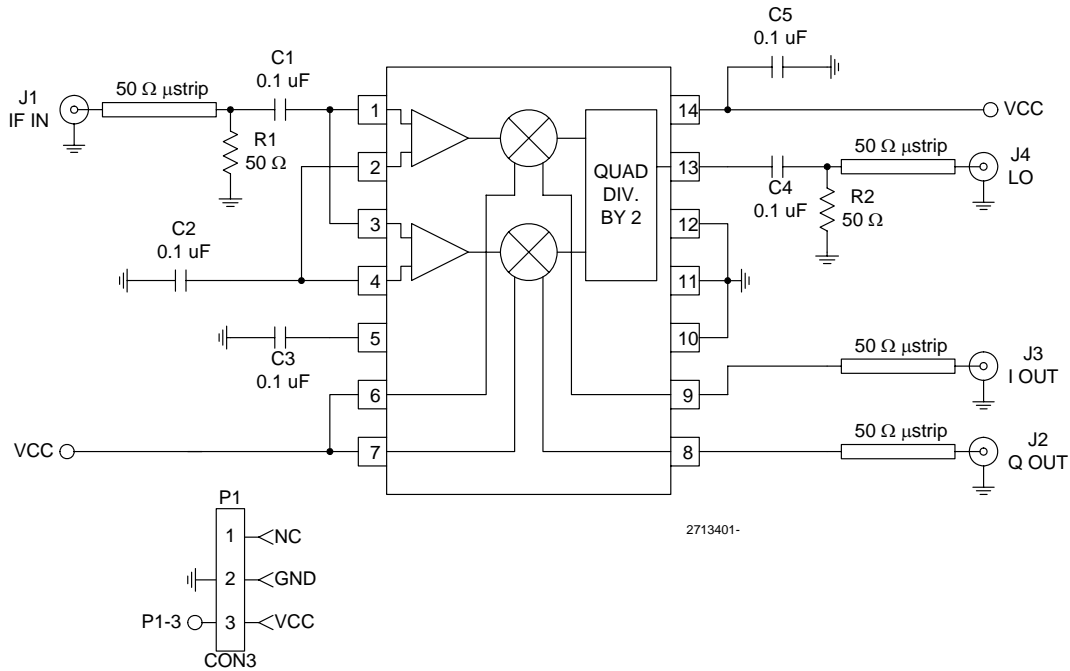 C5
0.1 uF
C1
0.1 uF
50 Ω µstrip
J1
IF IN
R1
50 Ω
1
14
VCC
2
QUAD
DIV.
BY 2
13
50 Ω µstrip
J4
LO
C4
0.1 uF
R2
50 Ω
3
12
C2
0.1 uF
4
11
5
10
C3
0.1 uF
50 Ω µstrip
J3
I OUT
6
9
50 Ω µstrip
J2
Q OUT
VCC
7
8
P1
2713401-
1
NC
2
GND
P1-3
3
VCC
CON3